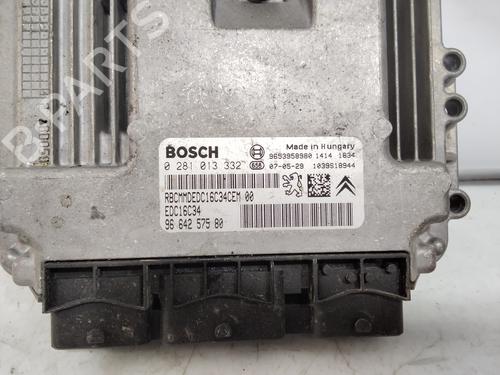 BOSCH
Made in Hungary
0 281 013 332
9653958980 1414 1834
07-05-29 1039S18944
RBCMMDEDC16C34CEM 00
EDC16C34
96 642 575 80
B-PARTS